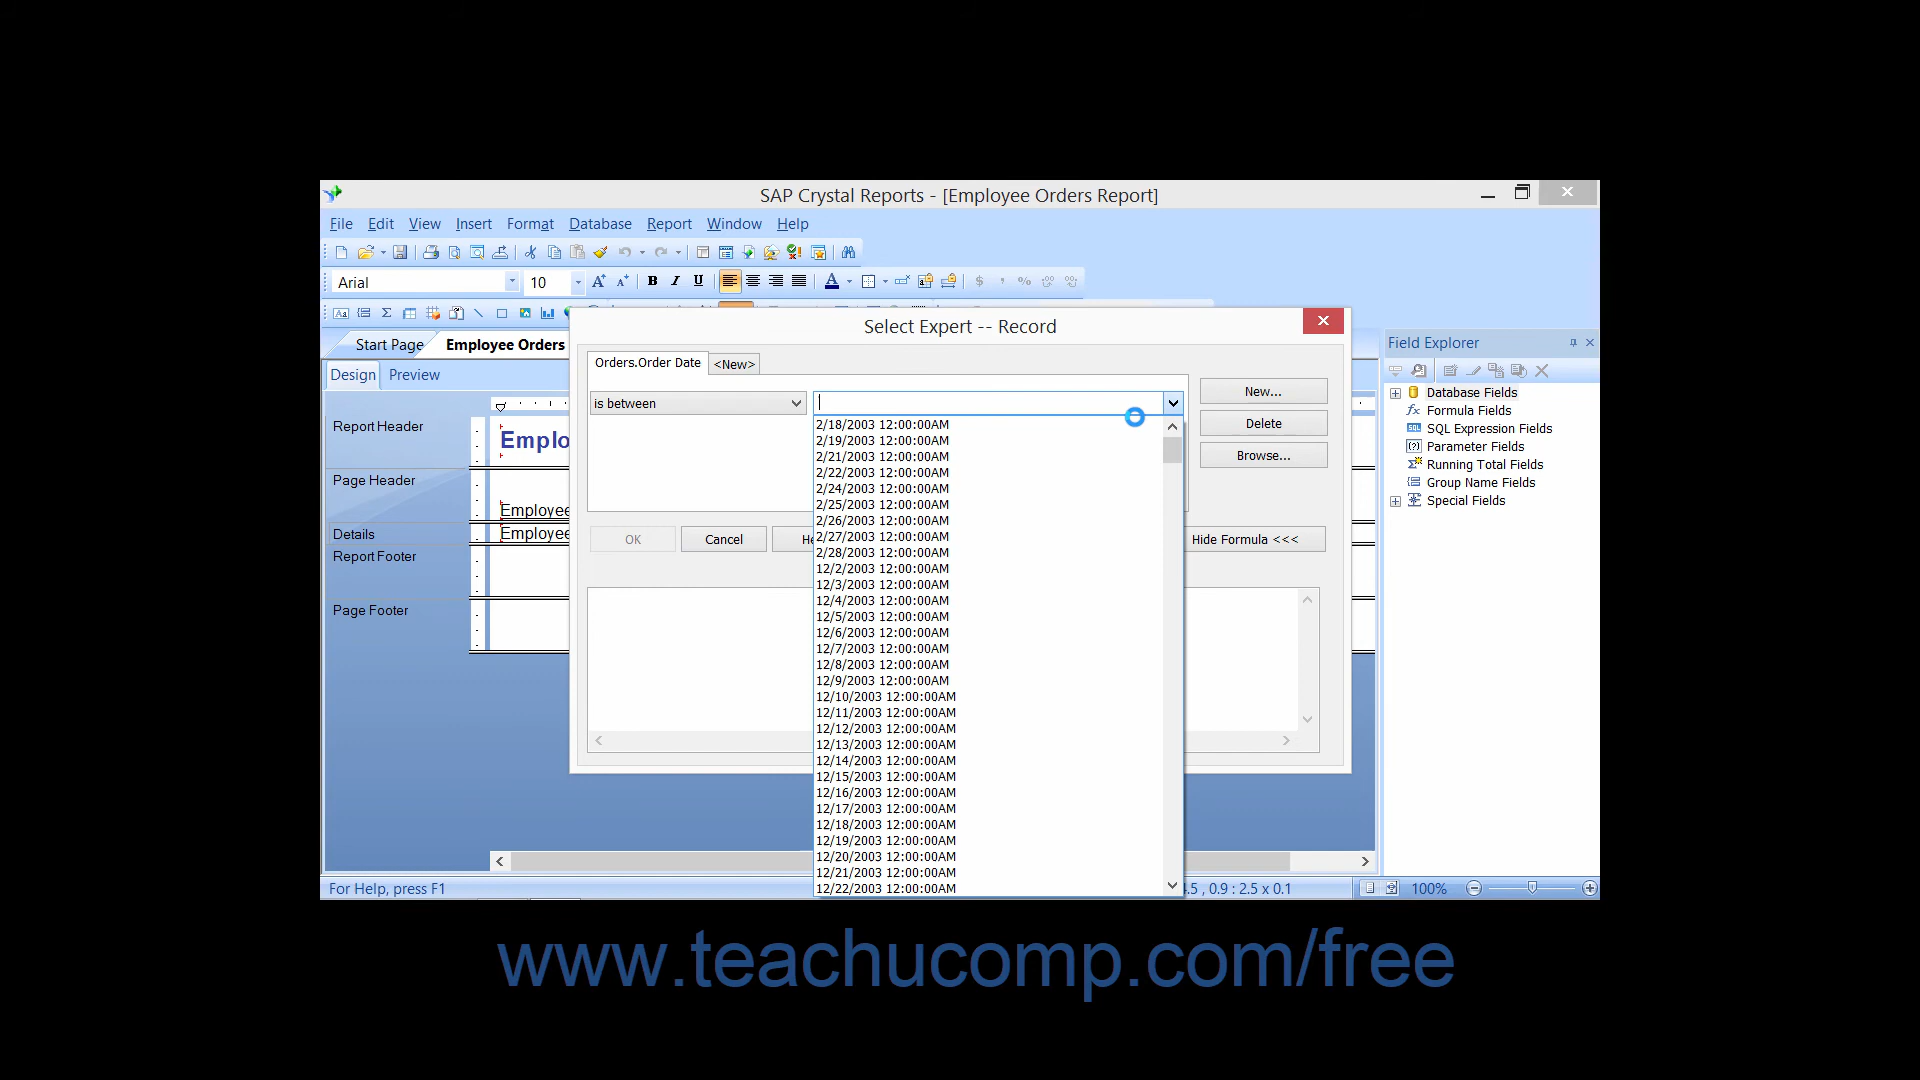 SAP Crystal Reports - [Employee Orders Report]
File Edit View Insert Format Database Report Window Help
Arial 10
Select Expert -- Record
Start Page Employee Orders
Design Preview
Orders.Order Date <New>
is between
New...
Delete
Browse...
OK Cancel He
Hide Formula <<<
Report Header
Emplo
Page Header
Employee
Details
Employee
Report Footer
Page Footer
2/18/2003 12:00:00AM
2/19/2003 12:00:00AM
2/21/2003 12:00:00AM
2/22/2003 12:00:00AM
2/24/2003 12:00:00AM
2/25/2003 12:00:00AM
2/26/2003 12:00:00AM
2/27/2003 12:00:00AM
2/28/2003 12:00:00AM
12/2/2003 12:00:00AM
12/3/2003 12:00:00AM
12/4/2003 12:00:00AM
12/5/2003 12:00:00AM
12/6/2003 12:00:00AM
12/7/2003 12:00:00AM
12/8/2003 12:00:00AM
12/9/2003 12:00:00AM
12/10/2003 12:00:00AM
12/11/2003 12:00:00AM
12/12/2003 12:00:00AM
12/13/2003 12:00:00AM
12/14/2003 12:00:00AM
12/15/2003 12:00:00AM
12/16/2003 12:00:00AM
12/17/2003 12:00:00AM
12/18/2003 12:00:00AM
12/19/2003 12:00:00AM
12/20/2003 12:00:00AM
12/21/2003 12:00:00AM
12/22/2003 12:00:00AM
Field Explorer
Database Fields
Formula Fields
SQL Expression Fields
Parameter Fields
Running Total Fields
Group Name Fields
Special Fields
For Help, press F1
4.5 , 0.9 : 2.5 x 0.1
100%
www.teachucomp.com/free